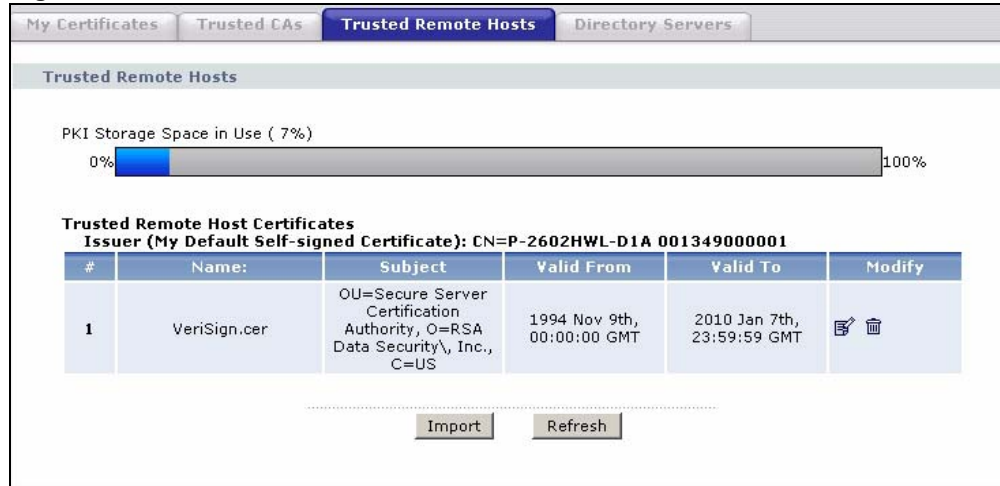 My Certificates Trusted CAs Trusted Remote Hosts Directory Servers
Trusted Remote Hosts
PKI Storage Space in Use ( 7%)
0% 100%
Trusted Remote Host Certificates
Issuer (My Default Self-signed Certificate): CN=P-2602HWL-D1A 001349000001
# Name: Subject Valid From Valid To Modify
1 VeriSign.cer OU=Secure Server
Certification
Authority, O=RSA
Data Security\, Inc.,
C=US
1994 Nov 9th,
00:00:00 GMT
2010 Jan 7th,
23:59:59 GMT
Import Refresh